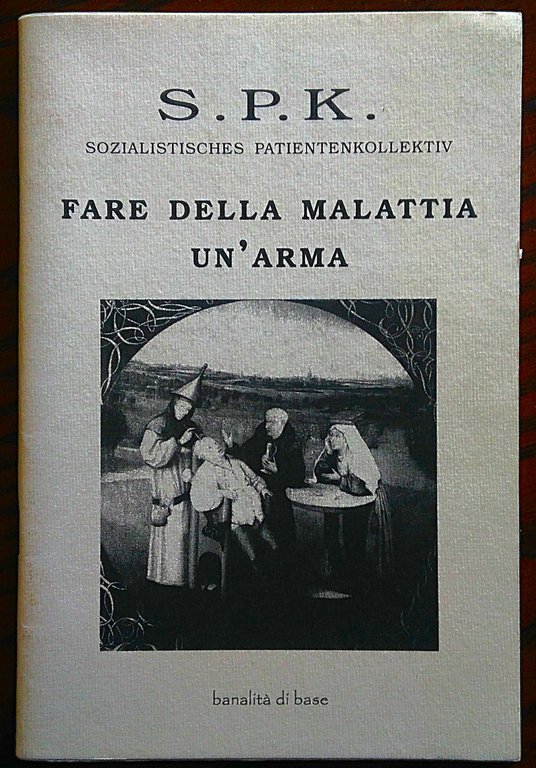 S.P.K.
SOZIALISTISCHES PATIENTENKOLLEKTIV
FARE DELLA MALATTIA
UN'ARMA
banalità di base